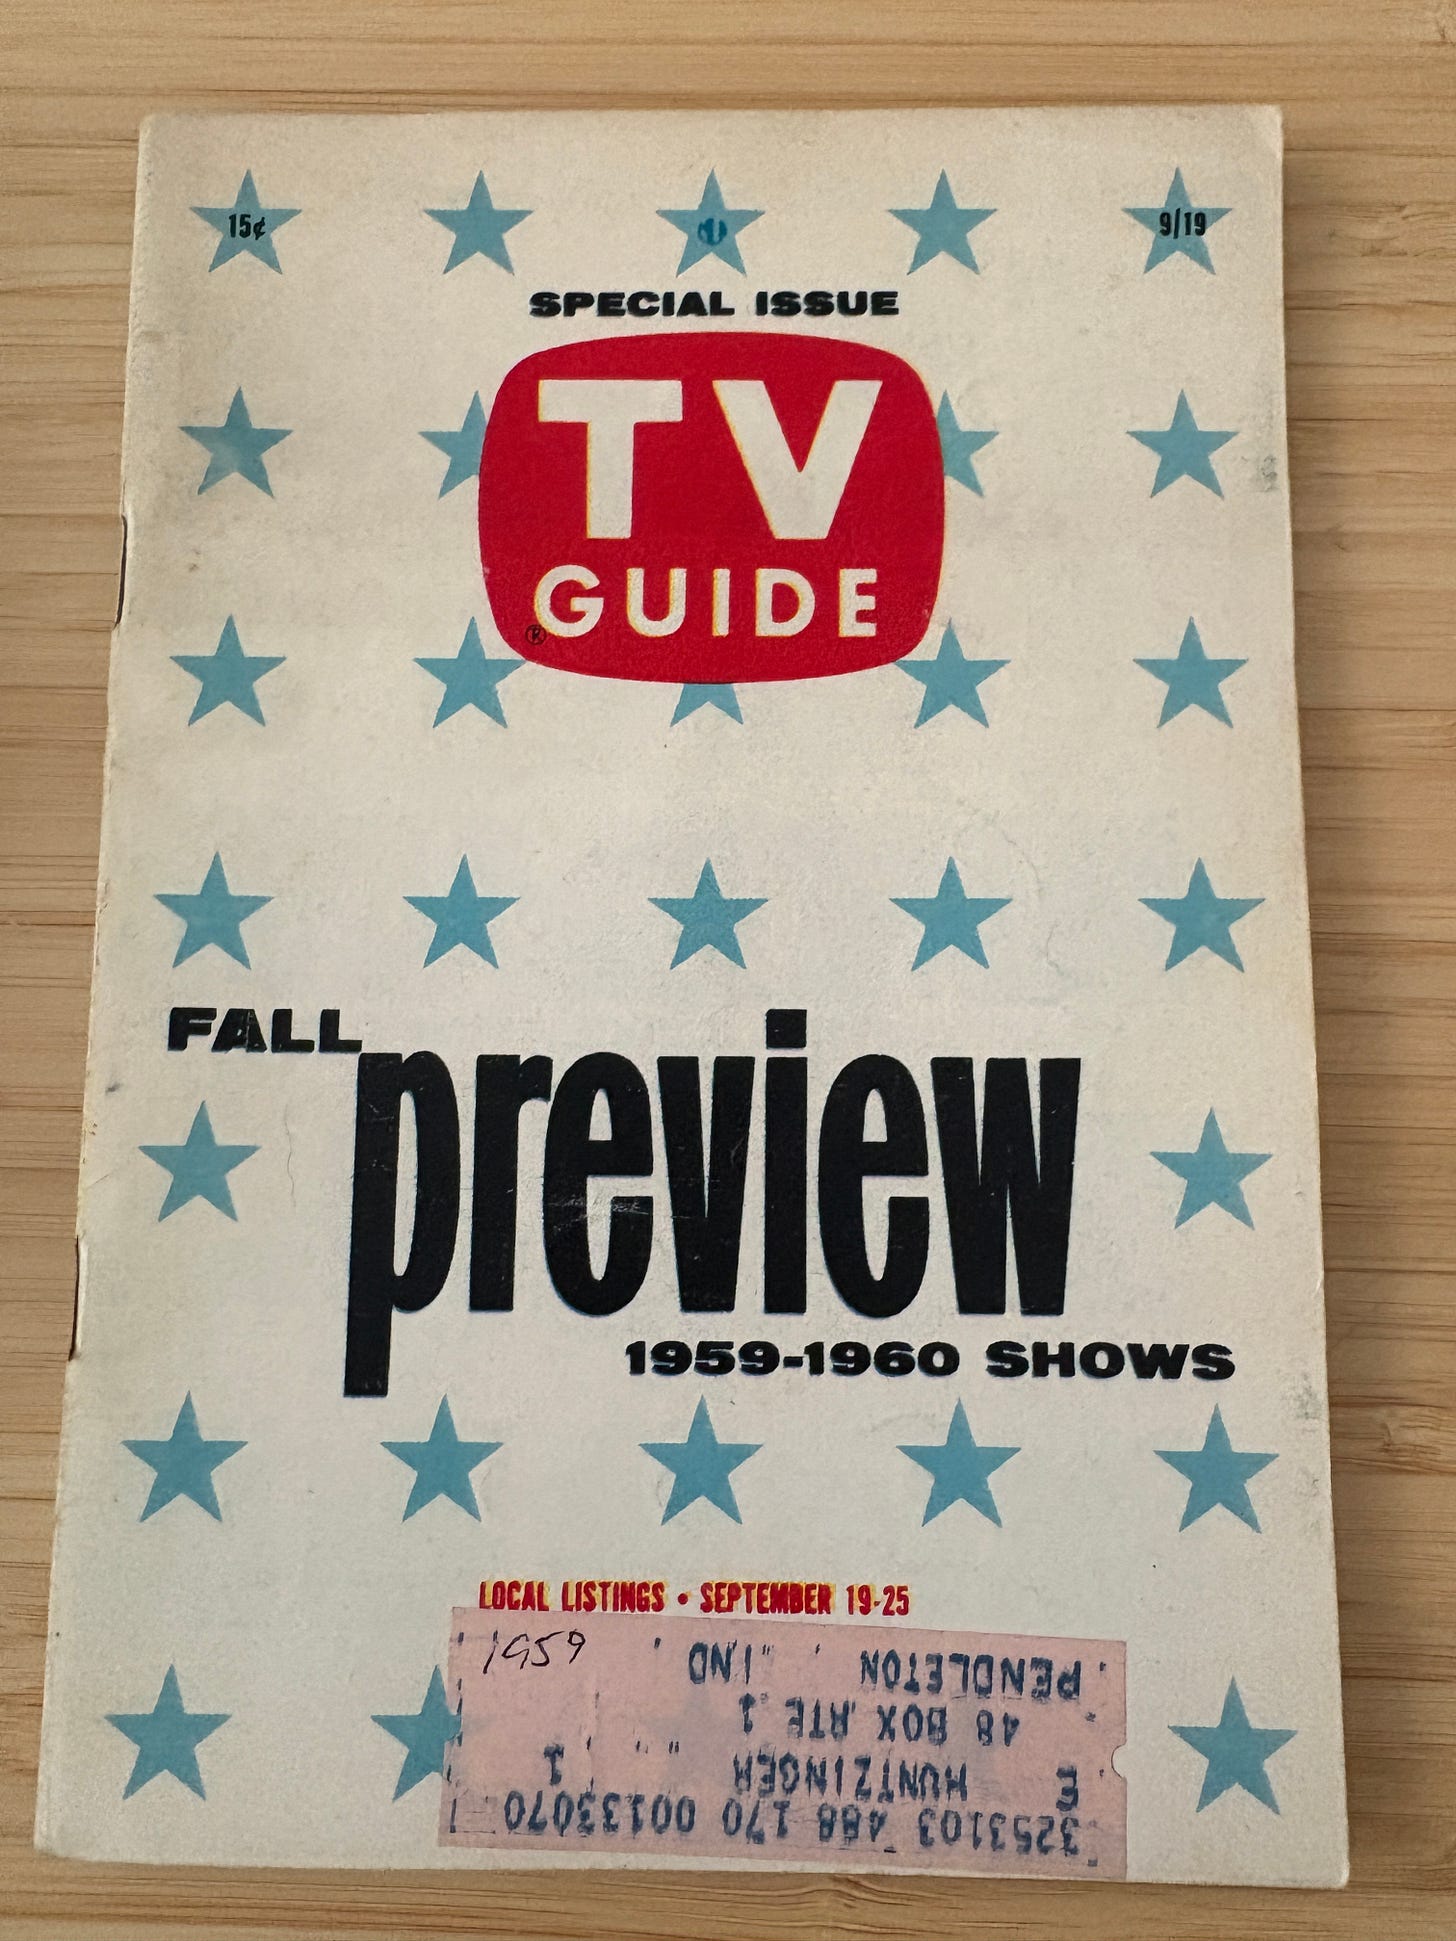 15¢ 9/19
SPECIAL ISSUE
TV
GUIDE
®
FALL
preview
1959-1960 SHOWS
LOCAL LISTINGS • SEPTEMBER 19-25
1959
3253103 488 170 00133070
E HUNTZINGER 1
48 BOX RTE 1
PENDLETON IND